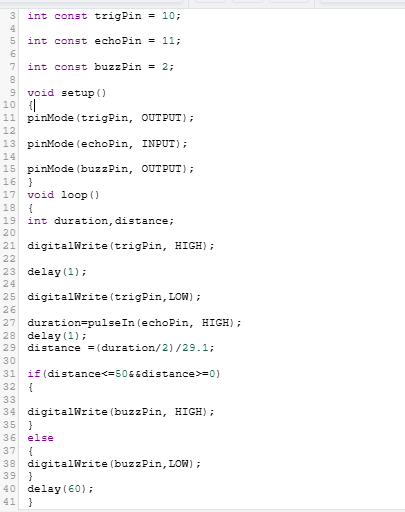 3 int const trigPin = 10;
4
5 int const echoPin = 11;
6
7 int const buzzPin = 2;
8
9 void setup()
10 {
11 pinMode(trigPin, OUTPUT);
12
13 pinMode(echoPin, INPUT);
14
15 pinMode(buzzPin, OUTPUT);
16 }
17 void loop()
18 {
19 int duration,distance;
20
21 digitalWrite(trigPin, HIGH);
22
23 delay(1);
24
25 digitalWrite(trigPin,LOW);
26
27 duration=pulseIn(echoPin, HIGH);
28 delay(1);
29 distance =(duration/2)/29.1;
30
31 if(distance<=50&&distance>=0)
32 {
33
34 digitalWrite(buzzPin, HIGH);
35 }
36 else
37 {
38 digitalWrite(buzzPin,LOW);
39 }
40 delay(60);
41 }